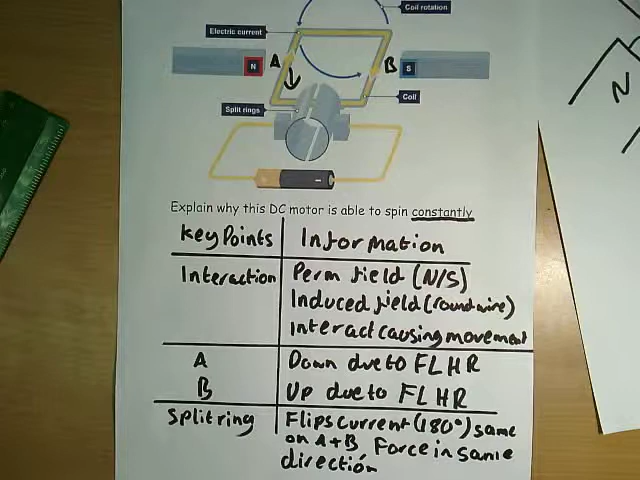 Coil rotation
Electric current
N
A
B
S
N
Coil
Split rings
Explain why this DC motor is able to spin constantly
Key Points
Information
Interaction
Perm field (N/S)
Induced field (round wire)
Interact causing movement
A
Down due to FLHR
B
Up due to FLHR
Split ring
Flips current (180°) same
on A+B Force in same
direction